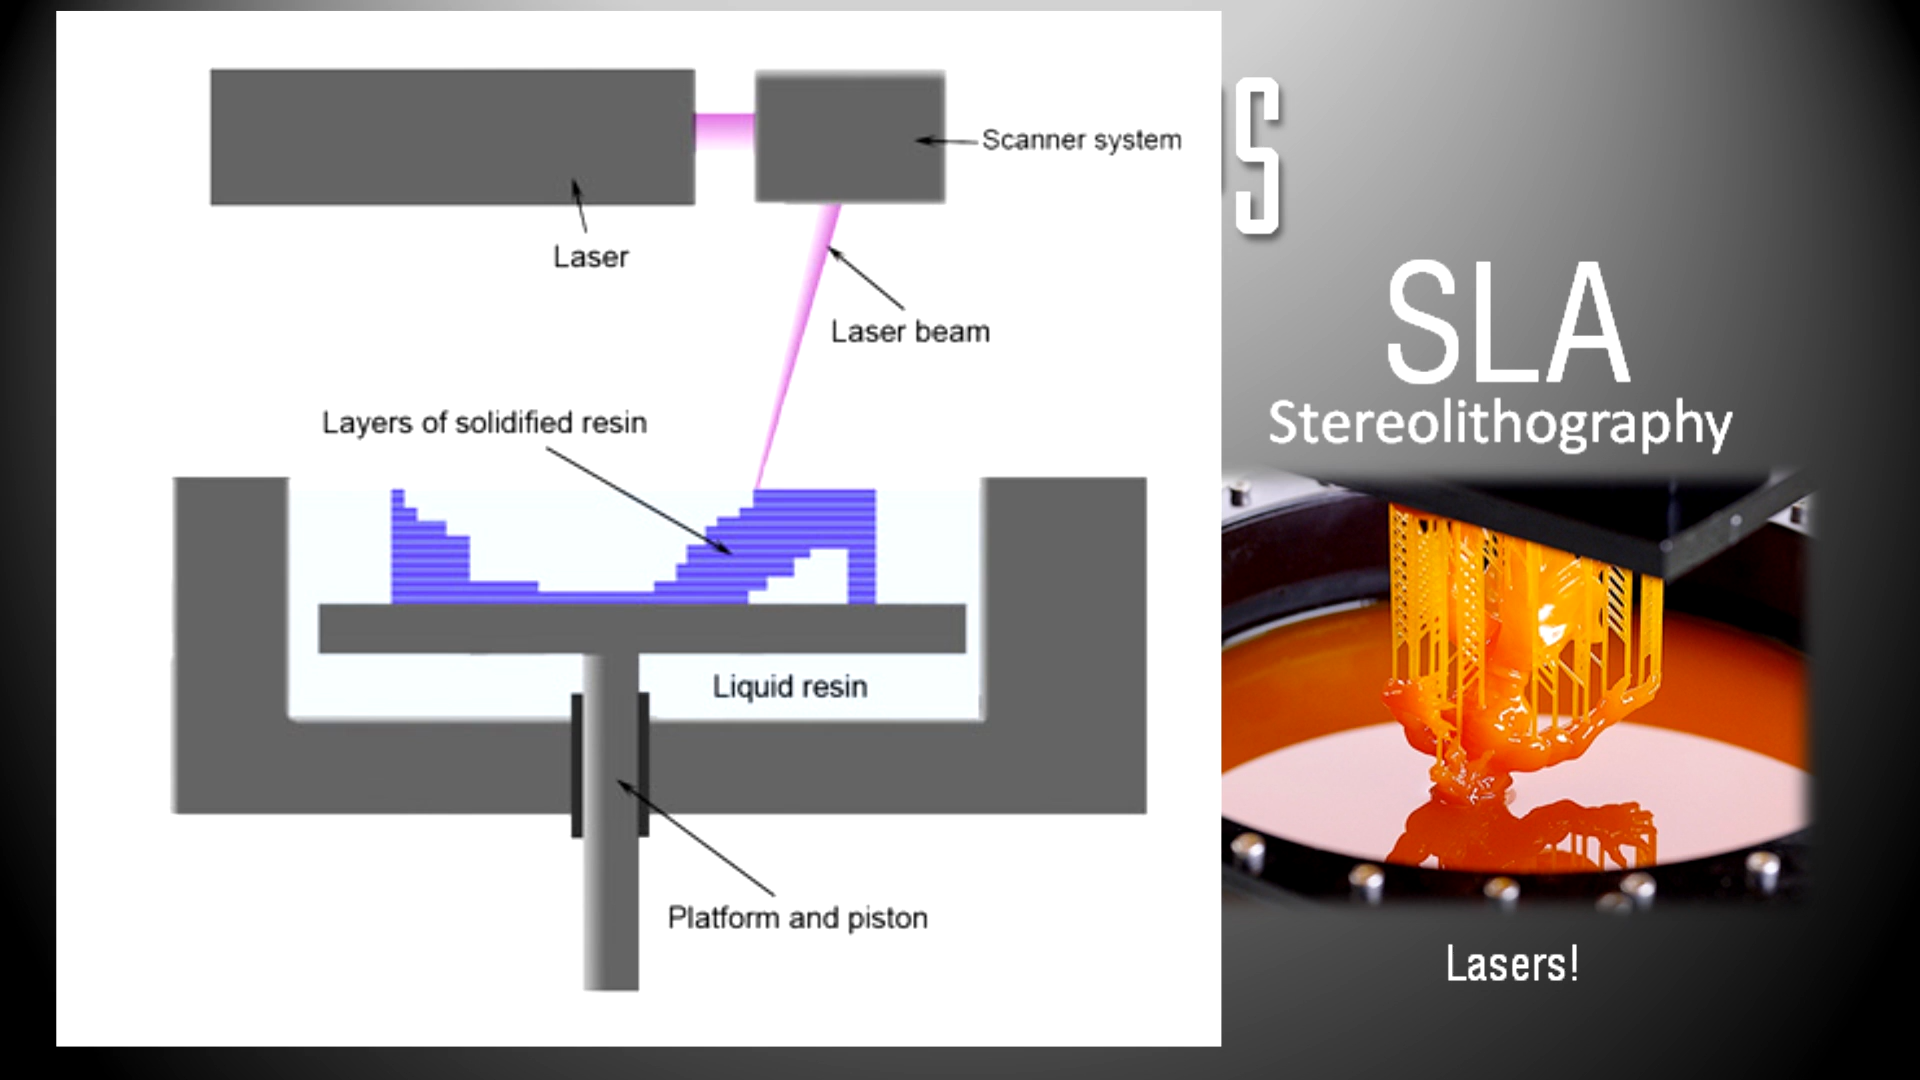 Scanner system
Laser
Laser beam
Layers of solidified resin
Liquid resin
Platform and piston
SLA
Stereolithography
Lasers!